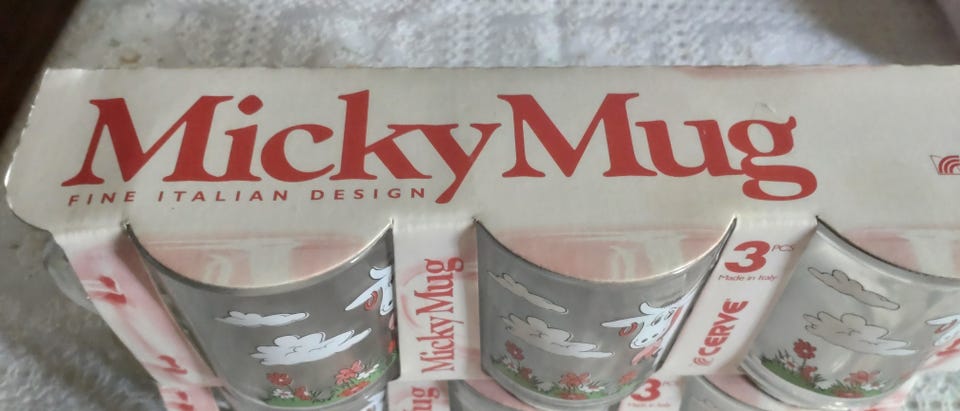 MickyMug
FINE ITALIAN DESIGN
MickyMug
3 PCS
Made in Italy
CERVE
3